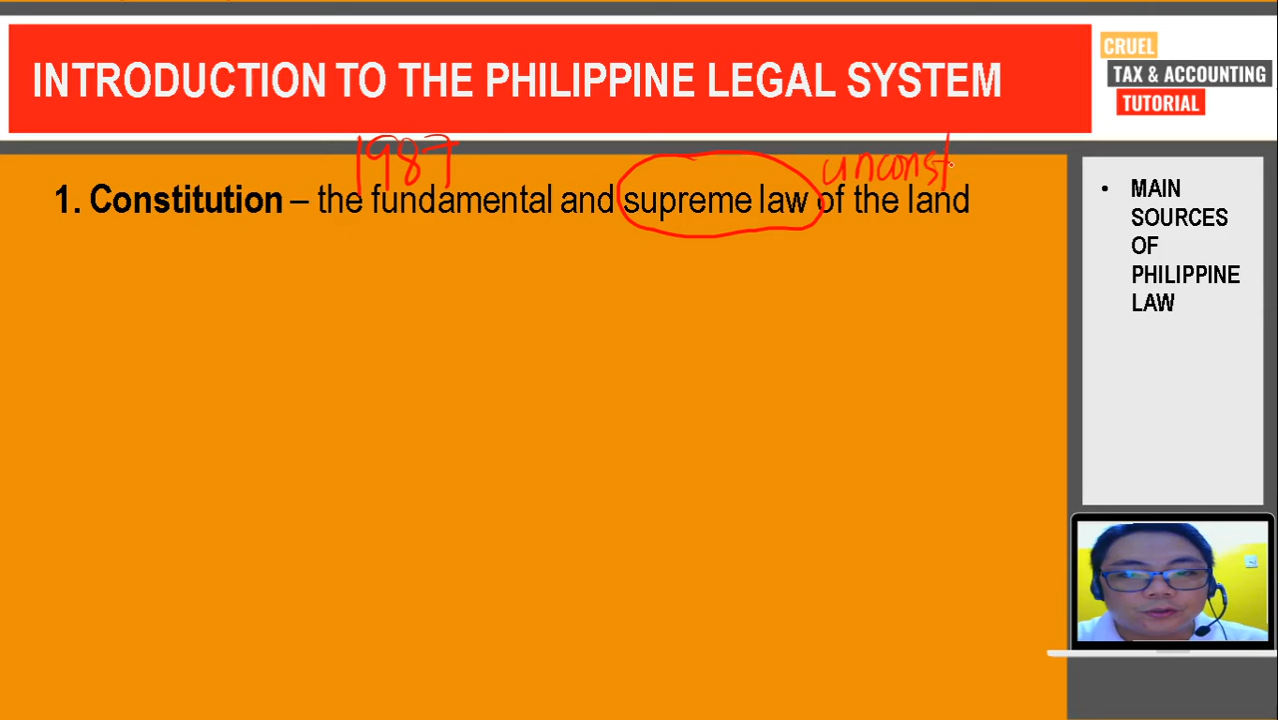 INTRODUCTION TO THE PHILIPPINE LEGAL SYSTEM
CRUEL
TAX & ACCOUNTING
TUTORIAL
1987
unconst
1. Constitution – the fundamental and supreme law of the land
• MAIN
SOURCES
OF
PHILIPPINE
LAW